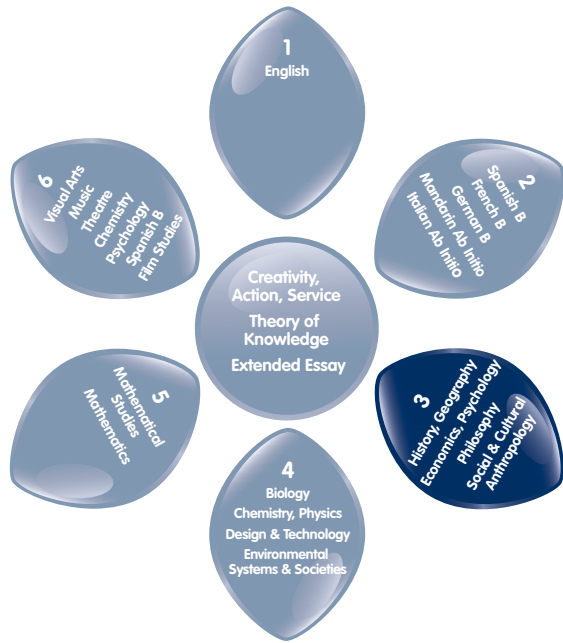 1
English
2
Spanish B
French B
German B
Mandarin Ab Initio
Italian Ab Initio
3
History, Geography
Economics, Psychology
Philosophy
Social & Cultural
Anthropology
4
Biology
Chemistry, Physics
Design & Technology
Environmental
Systems & Societies
5
Mathematical
Studies
Mathematics
6
Visual Arts
Music
Theatre
Chemistry
Psychology
Spanish B
Film Studies
Creativity,
Action, Service
Theory of
Knowledge
Extended Essay